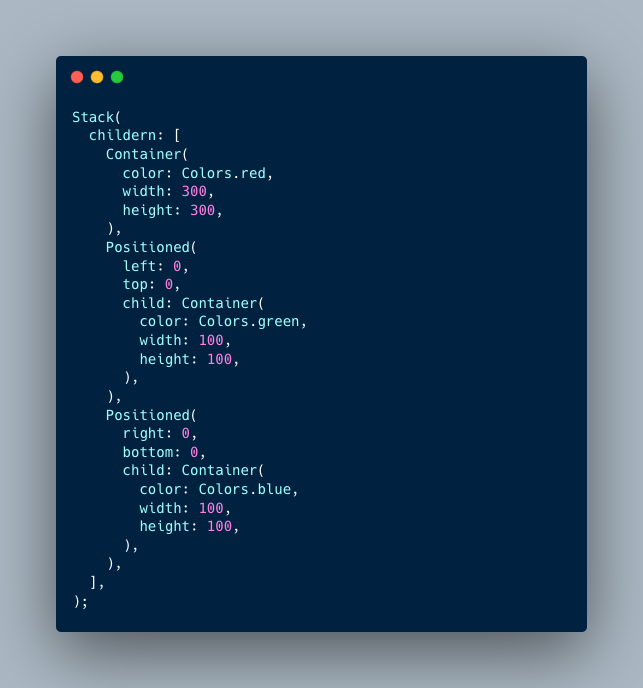 Stack(
  childern: [
    Container(
      color: Colors.red,
      width: 300,
      height: 300,
    ),
    Positioned(
      left: 0,
      top: 0,
      child: Container(
        color: Colors.green,
        width: 100,
        height: 100,
      ),
    ),
    Positioned(
      right: 0,
      bottom: 0,
      child: Container(
        color: Colors.blue,
        width: 100,
        height: 100,
      ),
    ),
  ],
);